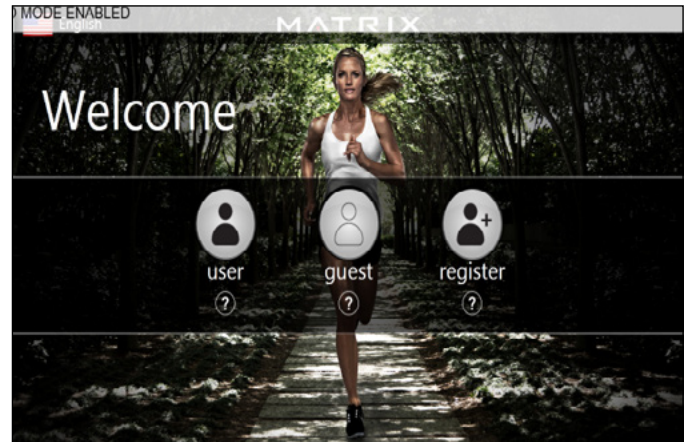 D MODE ENABLED
English
MATRIX
Welcome
user
guest
register
?
?
?